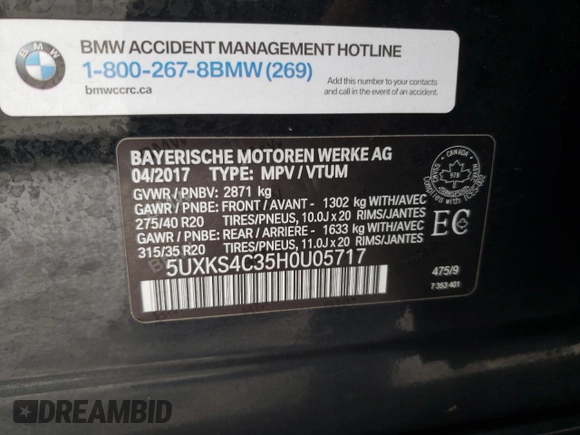 BMW
BMW ACCIDENT MANAGEMENT HOTLINE
1-800-267-8BMW (269)
bmwccrc.ca
Add this number to your contacts
and call in the event of an accident.
BAYERISCHE MOTOREN WERKE AG
04/2017 TYPE: MPV / VTUM
GVWR / PNBV: 2871 kg
GAWR / PNBE: FRONT / AVANT - 1302 kg WITH/AVEC
275/40 R20 TIRES/PNEUS, 10.0J x 20 RIMS/JANTES
GAWR / PNBE: REAR / ARRIERE - 1633 kg WITH/AVEC
315/35 R20 TIRES/PNEUS, 11.0J x 20 RIMS/JANTES
5UXKS4C35H0U05717
CANADA
EC
475/9
7 353 401
DREAMBID